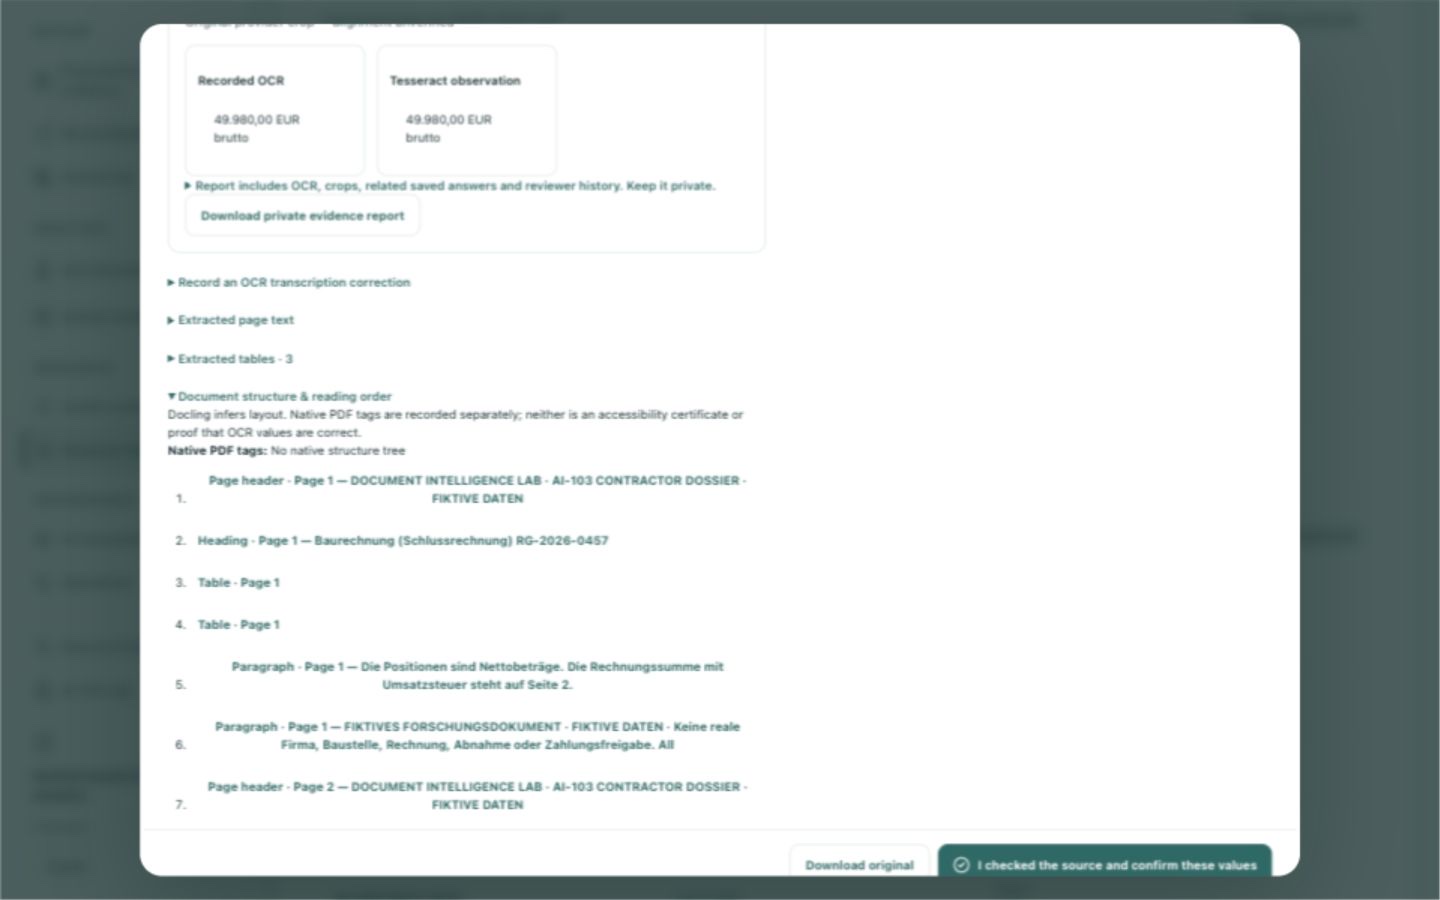 Original provider crop
Recorded OCR
49.980,00 EUR
brutto
Tesseract observation
49.980,00 EUR
brutto
▶ Report includes OCR, crops, related saved answers and reviewer history. Keep it private.
Download private evidence report
▶ Record an OCR transcription correction
▶ Extracted page text
▶ Extracted tables · 3
▼ Document structure & reading order
Docling infers layout. Native PDF tags are recorded separately; neither is an accessibility certificate or
proof that OCR values are correct.
Native PDF tags: No native structure tree
Page header · Page 1 — DOCUMENT INTELLIGENCE LAB · AI-103 CONTRACTOR DOSSIER ·
1. FIKTIVE DATEN
2. Heading · Page 1 — Baurechnung (Schlussrechnung) RG-2026-0457
3. Table · Page 1
4. Table · Page 1
Paragraph · Page 1 — Die Positionen sind Nettobeträge. Die Rechnungssumme mit
5. Umsatzsteuer steht auf Seite 2.
Paragraph · Page 1 — FIKTIVES FORSCHUNGSDOKUMENT · FIKTIVE DATEN · Keine reale
6. Firma, Baustelle, Rechnung, Abnahme oder Zahlungsfreigabe. All
Page header · Page 2 — DOCUMENT INTELLIGENCE LAB · AI-103 CONTRACTOR DOSSIER ·
7. FIKTIVE DATEN
Download original
I checked the source and confirm these values